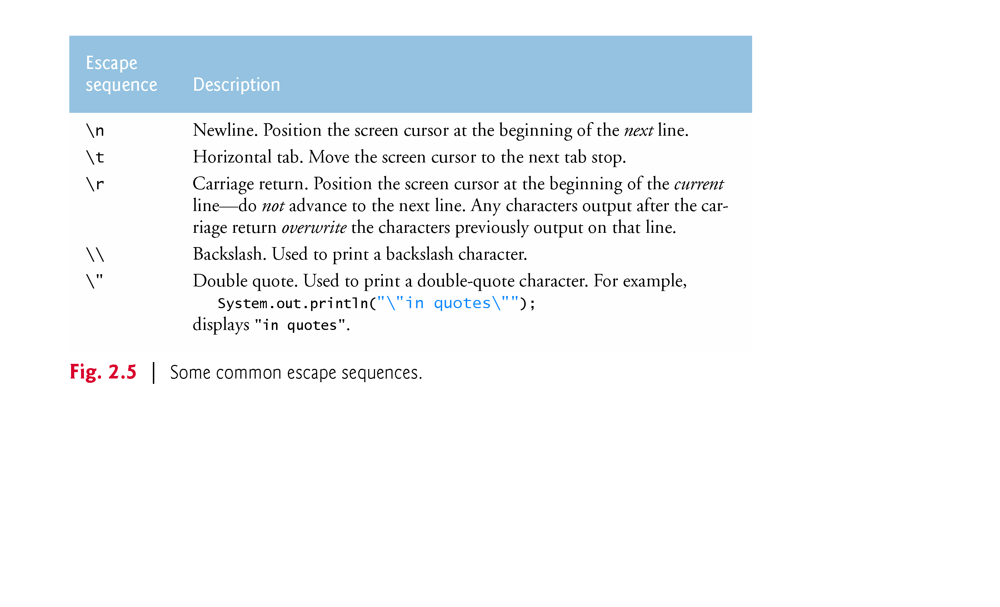 Escape
sequence Description
\n Newline. Position the screen cursor at the beginning of the next line.
\t Horizontal tab. Move the screen cursor to the next tab stop.
\r Carriage return. Position the screen cursor at the beginning of the current
line—do not advance to the next line. Any characters output after the car-
riage return overwrite the characters previously output on that line.
\\ Backslash. Used to print a backslash character.
\" Double quote. Used to print a double-quote character. For example,
System.out.println("\"in quotes\"");
displays "in quotes".
Fig. 2.5 | Some common escape sequences.